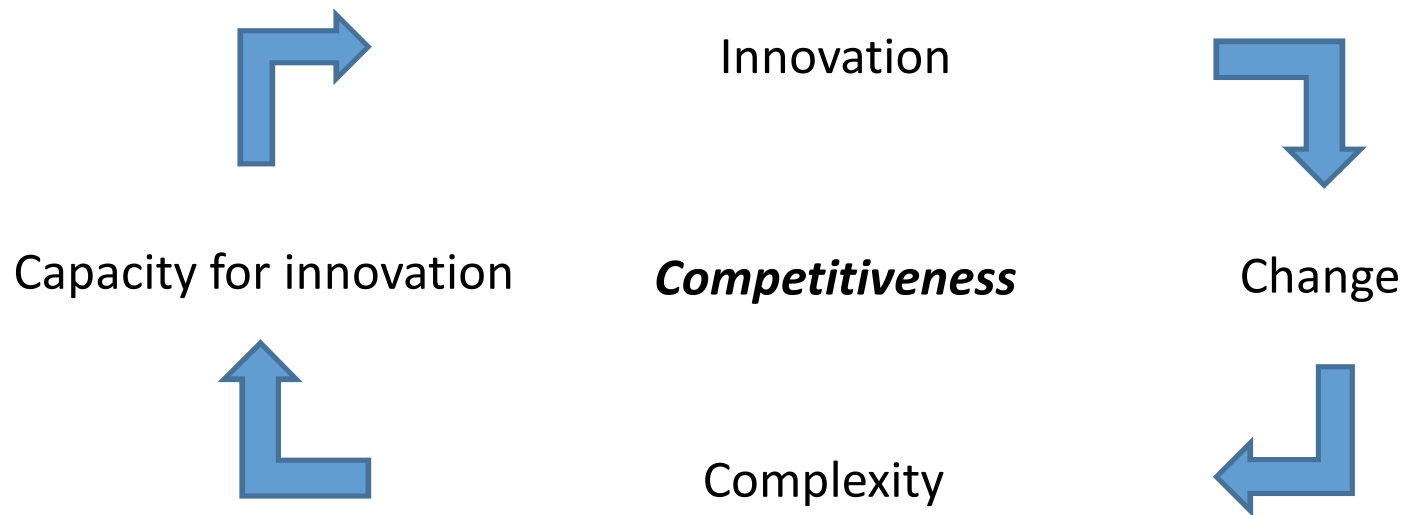 Innovation
Capacity for innovation
Competitiveness
Change
Complexity